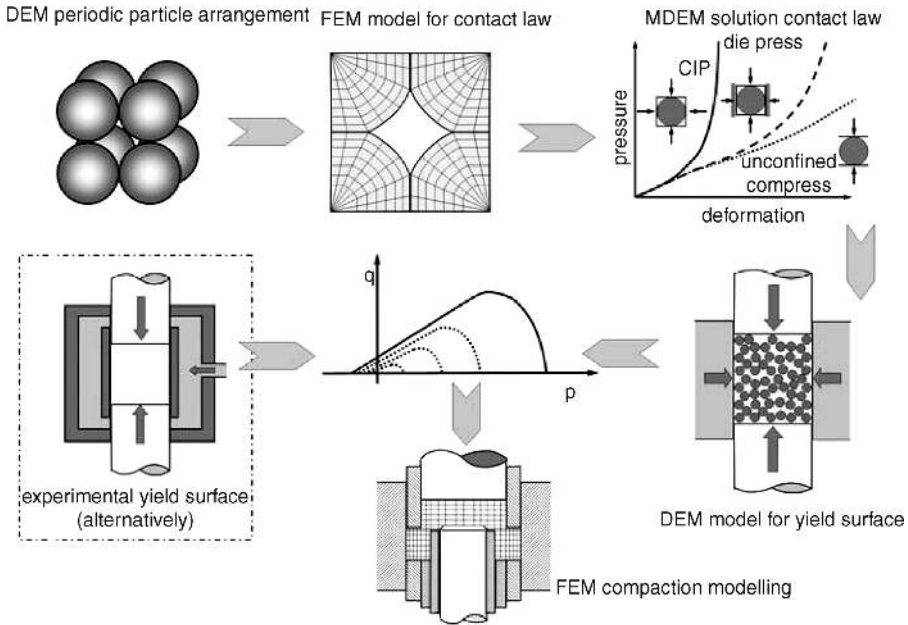 DEM periodic particle arrangement
FEM model for contact law
MDEM solution contact law
die press
CIP
pressure
unconfined
compress
deformation
q
p
experimental yield surface
(alternatively)
DEM model for yield surface
FEM compaction modelling